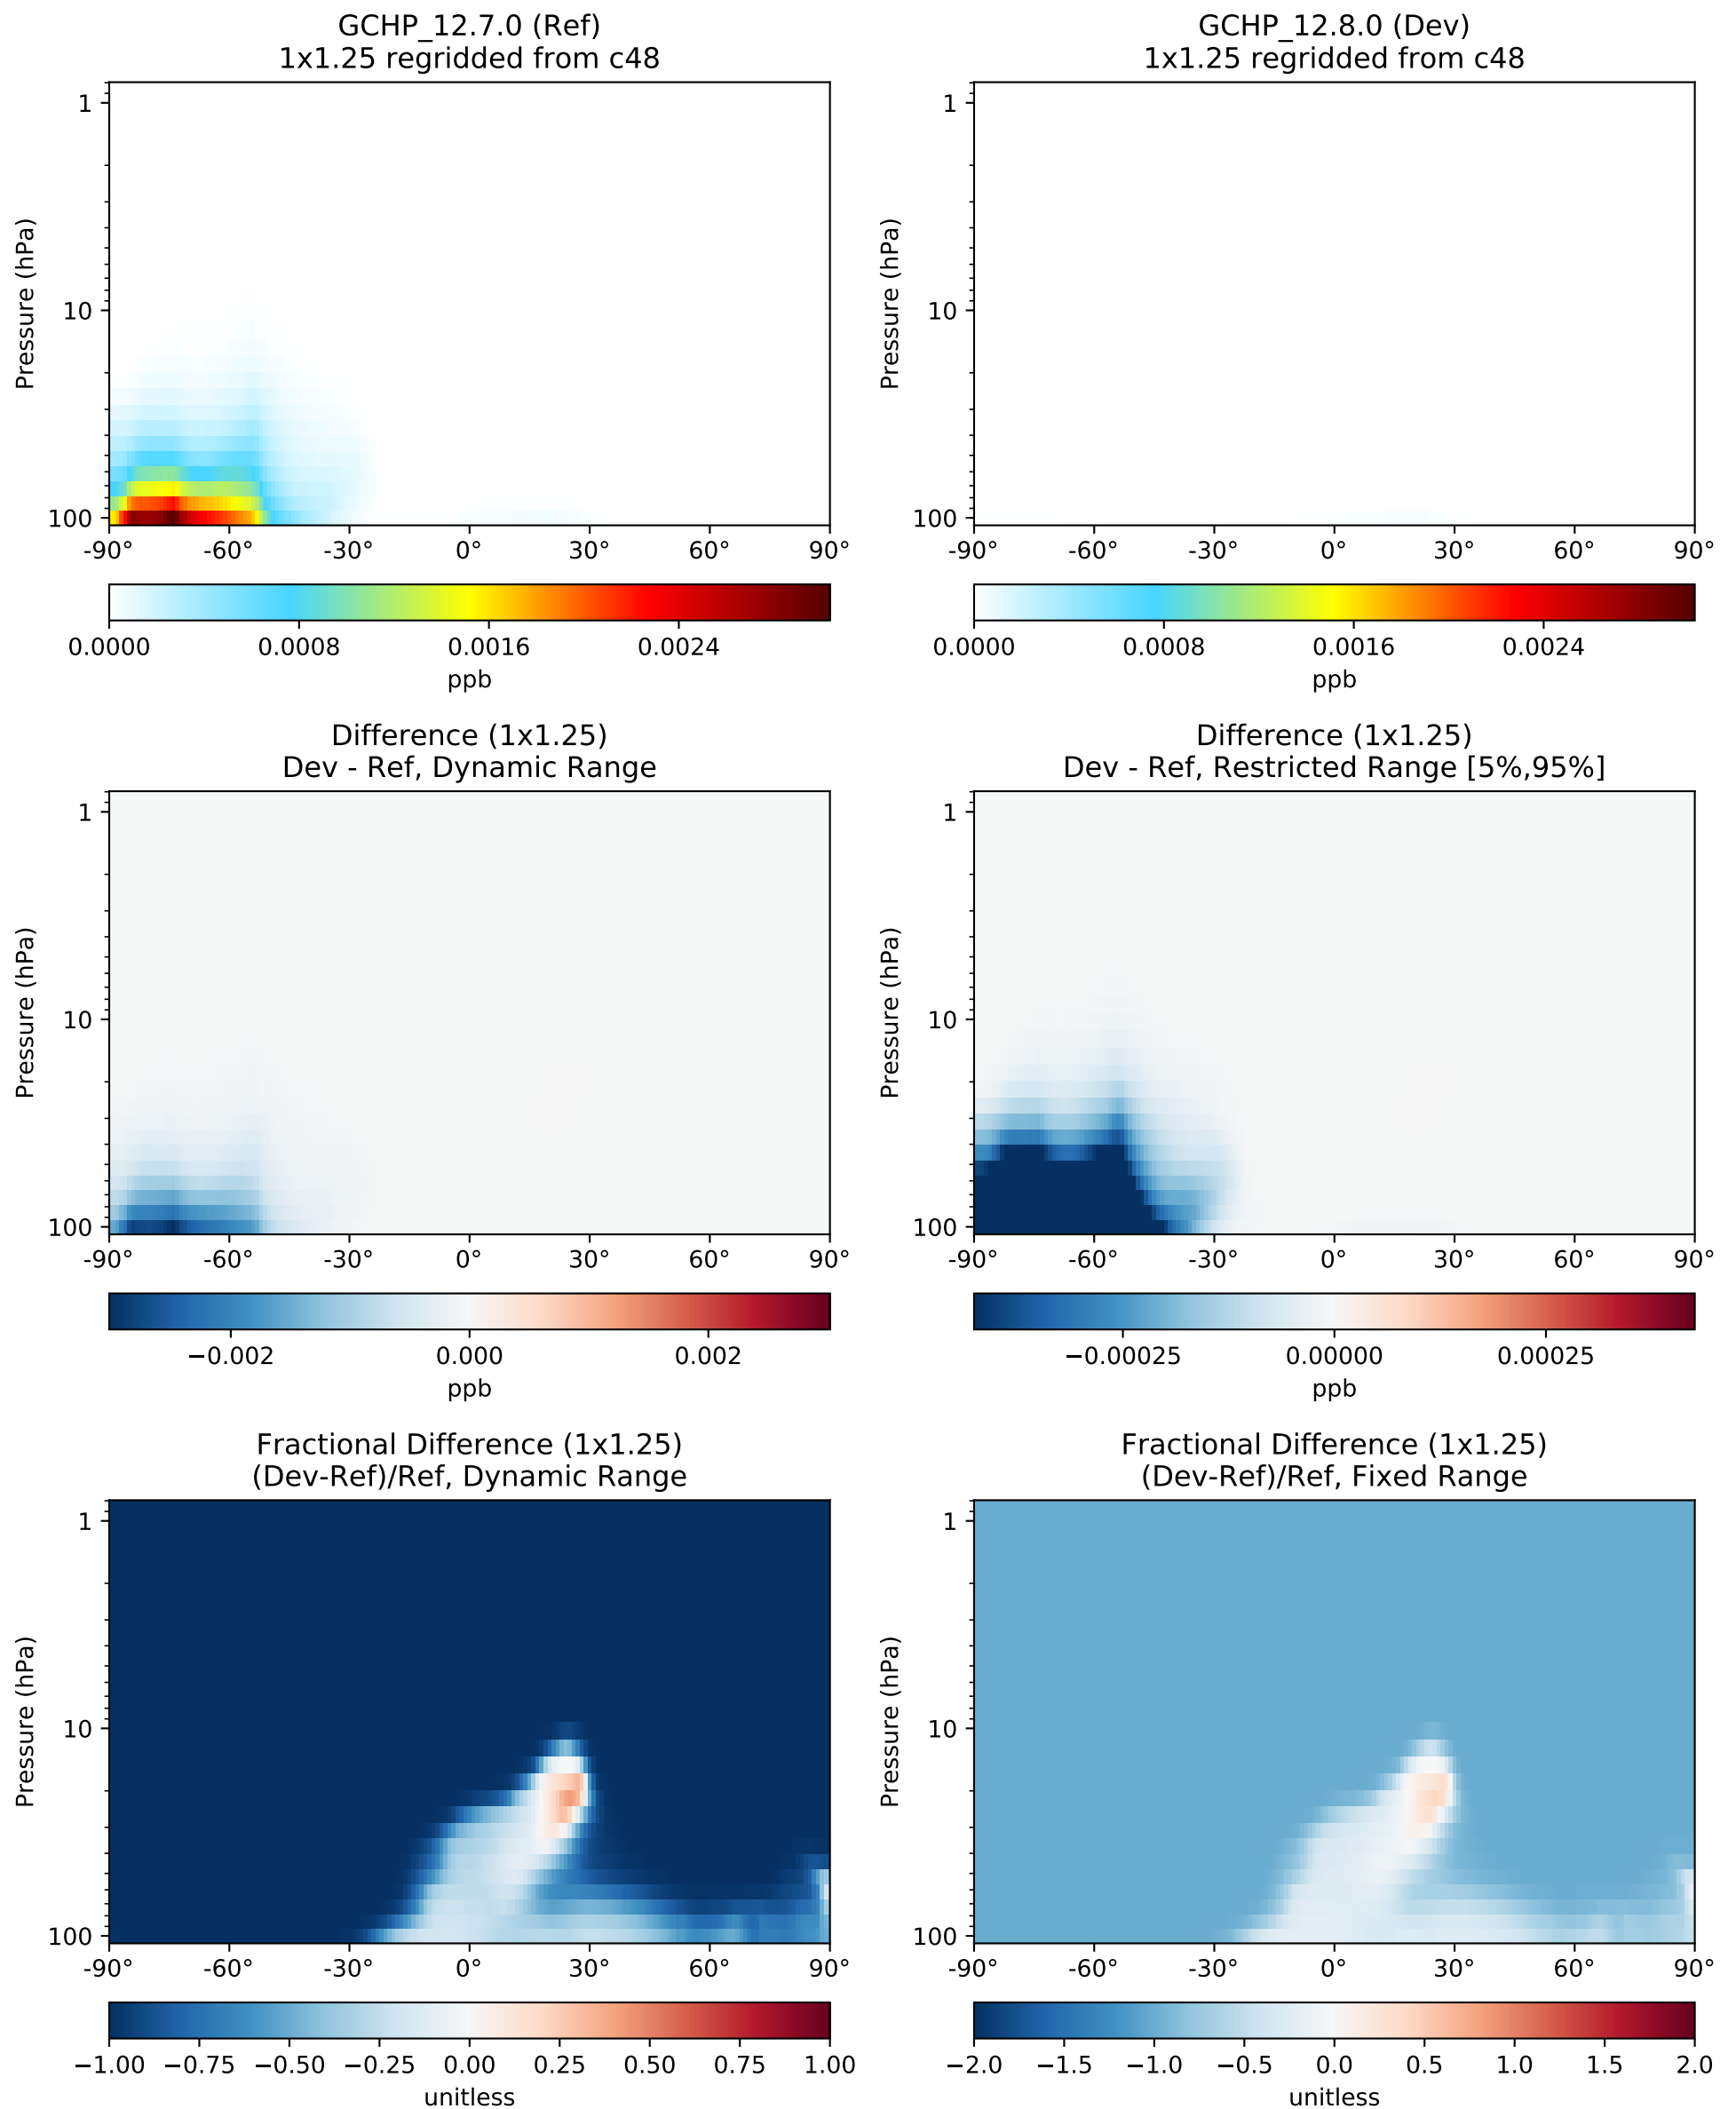 GCHP_12.7.0 (Ref)
1x1.25 regridded from c48
Pressure (hPa)
1
10
100
-90° -60° -30° 0° 30° 60° 90°
0.0000 0.0008 0.0016 0.0024
ppb
GCHP_12.8.0 (Dev)
1x1.25 regridded from c48
Pressure (hPa)
1
10
100
-90° -60° -30° 0° 30° 60° 90°
0.0000 0.0008 0.0016 0.0024
ppb
Difference (1x1.25)
Dev - Ref, Dynamic Range
Pressure (hPa)
1
10
100
-90° -60° -30° 0° 30° 60° 90°
−0.002 0.000 0.002
ppb
Difference (1x1.25)
Dev - Ref, Restricted Range [5%,95%]
Pressure (hPa)
1
10
100
-90° -60° -30° 0° 30° 60° 90°
−0.00025 0.00000 0.00025
ppb
Fractional Difference (1x1.25)
(Dev-Ref)/Ref, Dynamic Range
Pressure (hPa)
1
10
100
-90° -60° -30° 0° 30° 60° 90°
−1.00 −0.75 −0.50 −0.25 0.00 0.25 0.50 0.75 1.00
unitless
Fractional Difference (1x1.25)
(Dev-Ref)/Ref, Fixed Range
Pressure (hPa)
1
10
100
-90° -60° -30° 0° 30° 60° 90°
−2.0 −1.5 −1.0 −0.5 0.0 0.5 1.0 1.5 2.0
unitless